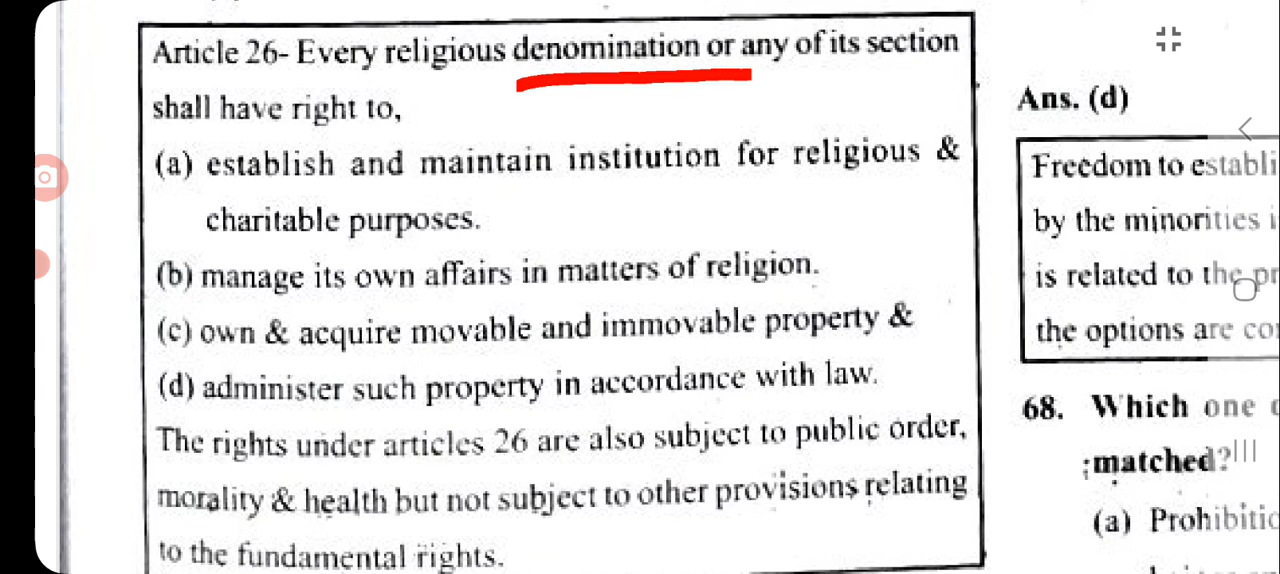 Article 26- Every religious denomination or any of its section
shall have right to,
(a) establish and maintain institution for religious &
charitable purposes.
(b) manage its own affairs in matters of religion.
(c) own & acquire movable and immovable property &
(d) administer such property in accordance with law.
The rights under articles 26 are also subject to public order,
morality & health but not subject to other provisions relating
to the fundamental rights.
Ans. (d)
Freedom to
by the minorities
is related to the
the options are
68. Which one
matched?
(a)